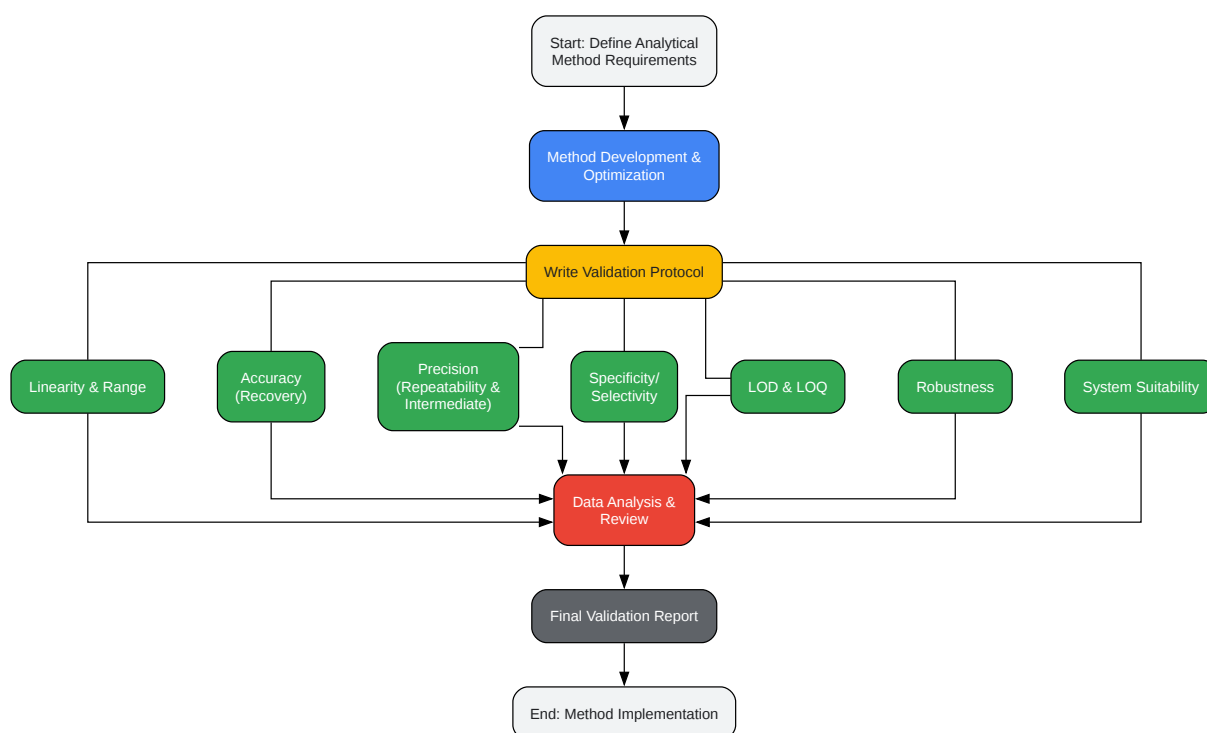 Start: Define Analytical
Method Requirements
Method Development &
Optimization
Write Validation Protocol
Linearity & Range
Accuracy
(Recovery)
Precision
(Repeatability &
Intermediate)
Specificity/
Selectivity
LOD & LOQ
Robustness
System Suitability
Data Analysis &
Review
Final Validation Report
End: Method Implementation